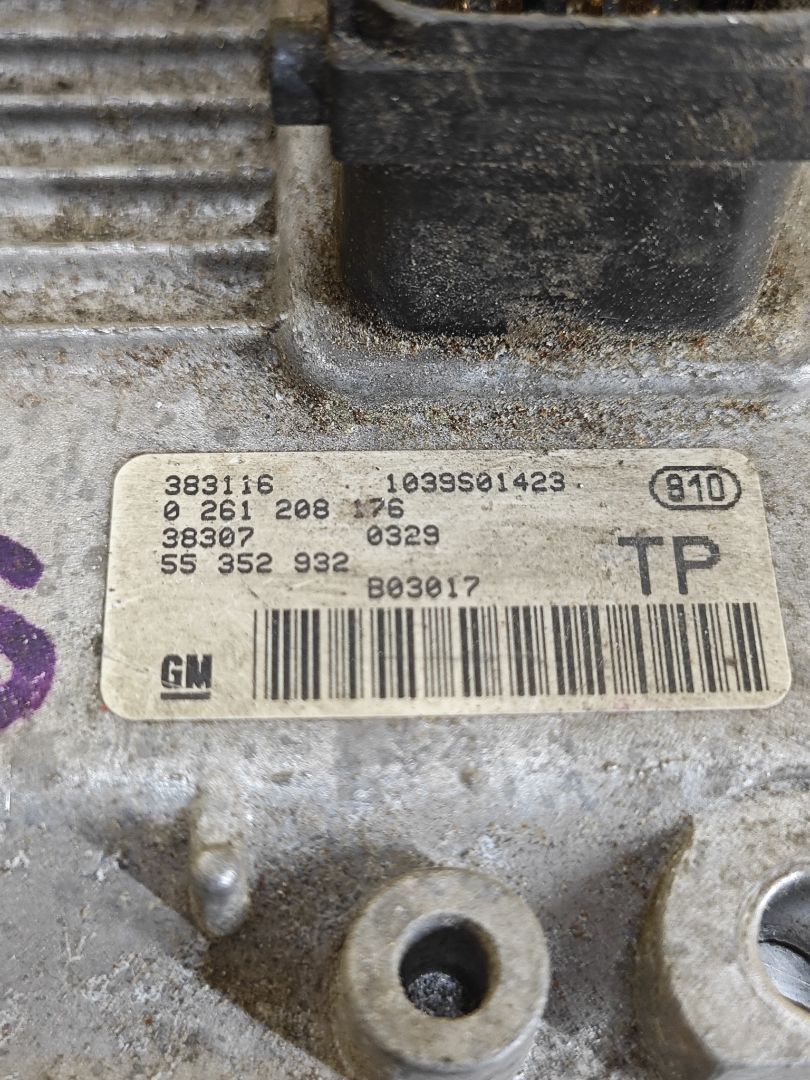 383116 1039S01423 810
0 261 208 176
38307 0329
55 352 932 TP
B03017
GM